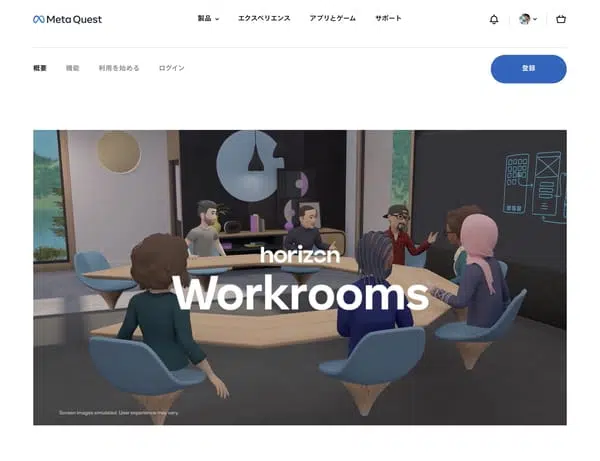 Meta Quest
製品
エクスペリエンス
アプリとゲーム
サポート
概要
機能
利用を始める
ログイン
登録
horizon
Workrooms
Screen images simulated. User experience may vary.